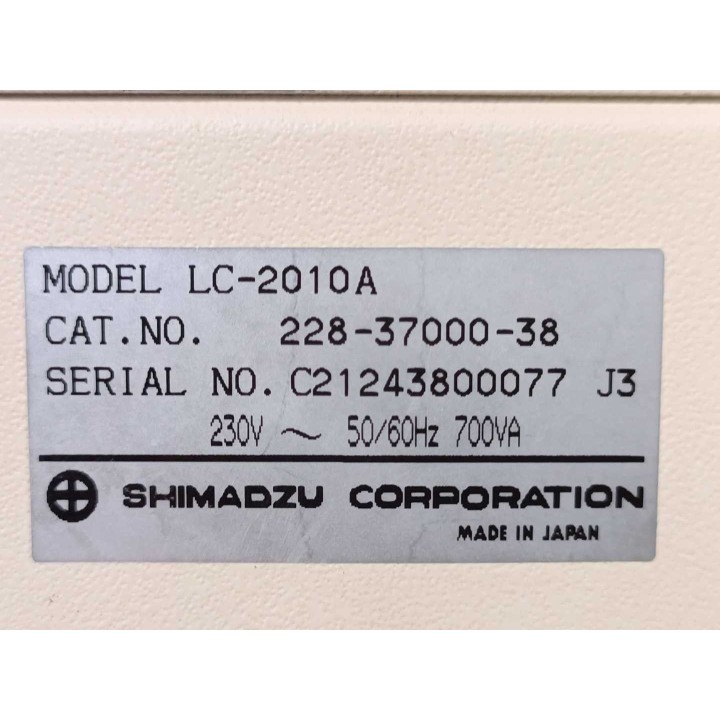 MODEL LC-2010A
CAT.NO. 228-37000-38
SERIAL NO. C21243800077 J3
230V ~ 50/60Hz 700VA
SHIMADZU CORPORATION
MADE IN JAPAN